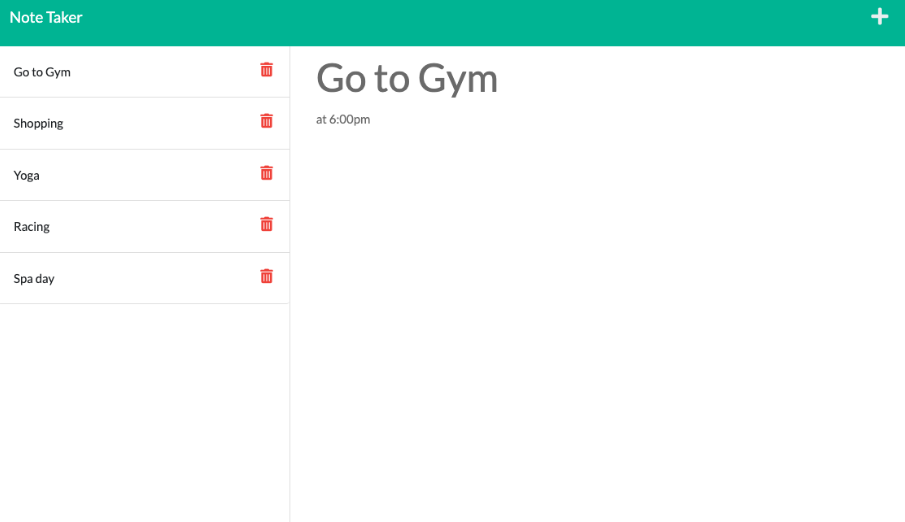 Note Taker
Go to Gym
Shopping
Yoga
Racing
Spa day
Go to Gym
at 6:00pm